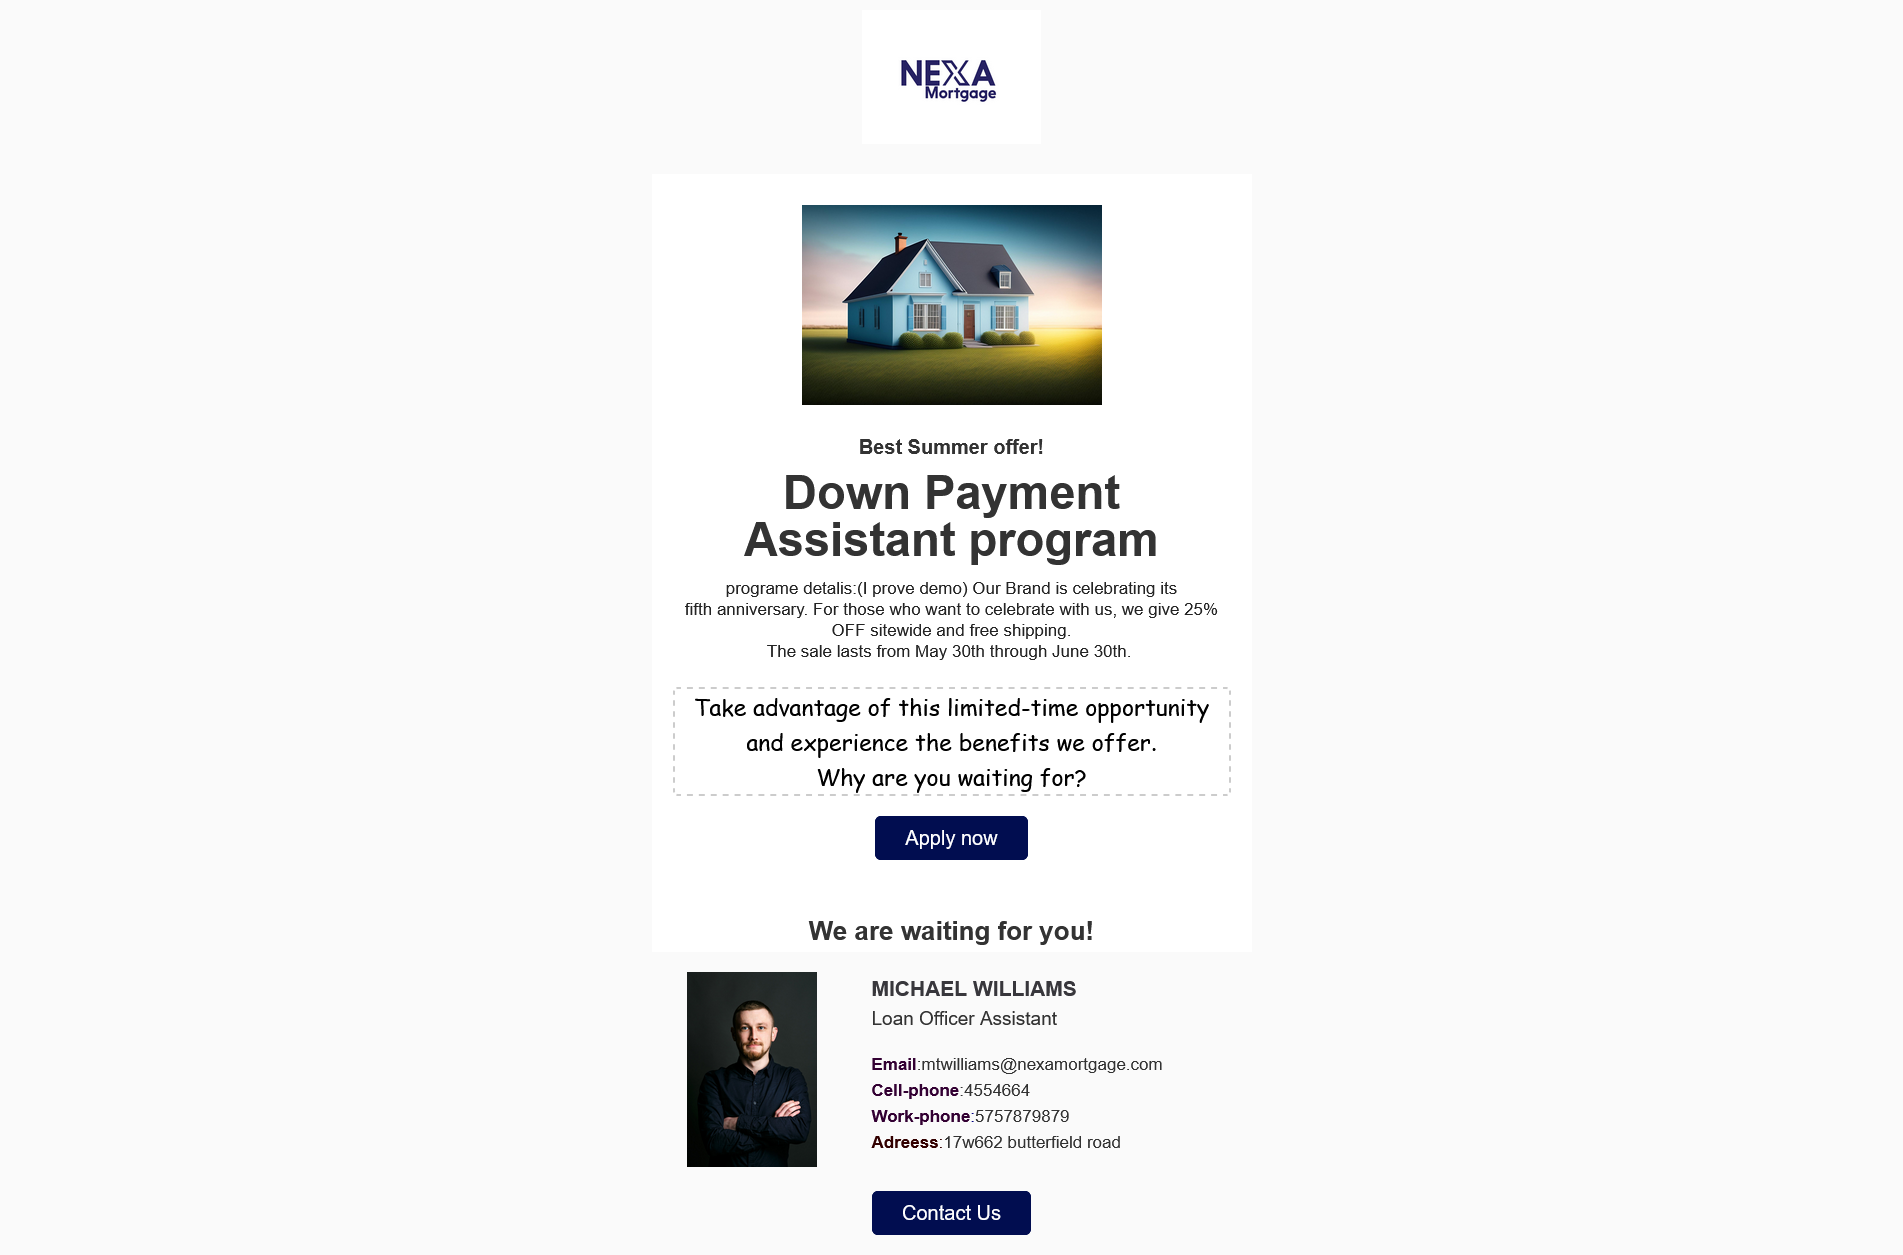 NEXA
Mortgage
Best Summer offer!
Down Payment
Assistant program
programe detalis:(I prove demo) Our Brand is celebrating its
fifth anniversary. For those who want to celebrate with us, we give 25%
OFF sitewide and free shipping.
The sale lasts from May 30th through June 30th.
Take advantage of this limited-time opportunity
and experience the benefits we offer.
Why are you waiting for?
Apply now
We are waiting for you!
MICHAEL WILLIAMS
Loan Officer Assistant
Email:mtwilliams@nexamortgage.com
Cell-phone:4554664
Work-phone:5757879879
Adreess:17w662 butterfield road
Contact Us